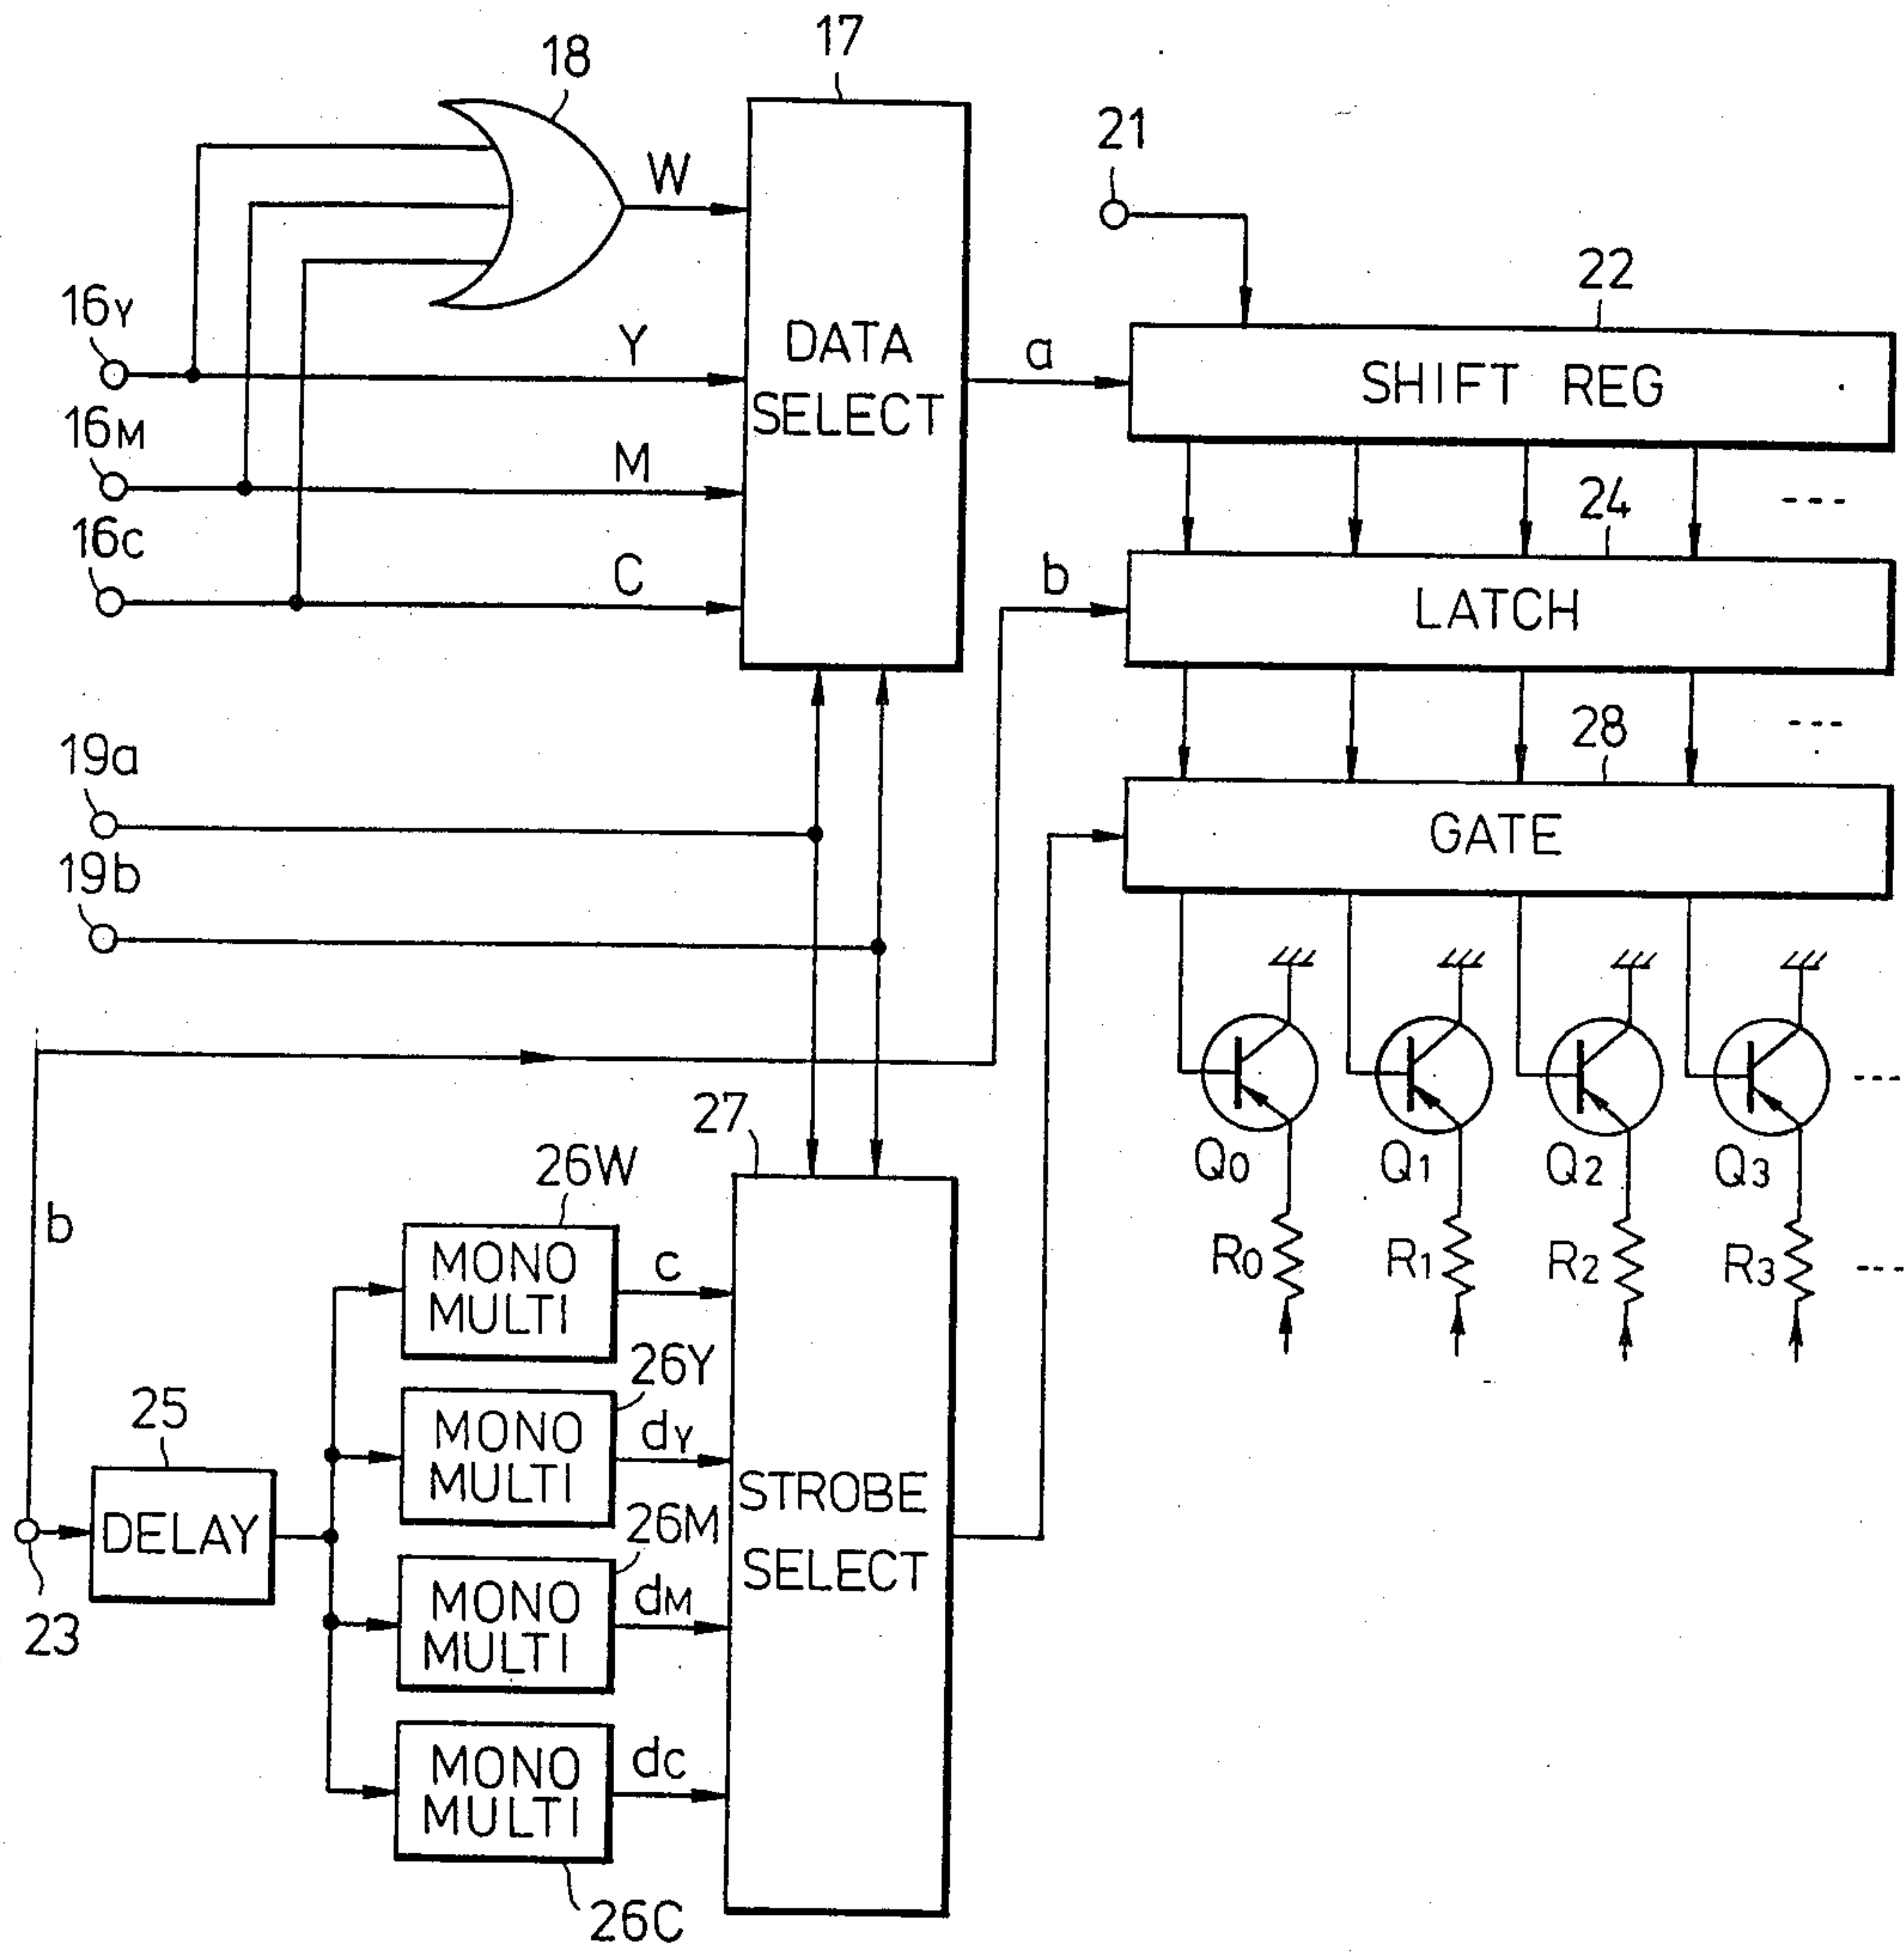 17
18
21
W
22
16Y
DATA
SELECT
Y
a
SHIFT REG
16M
M
24
---
16C
C
b
LATCH
19a
28
---
GATE
19b
27
---
26W
Q0
Q1
Q2
Q3
b
MONO
MULTI
c
R0
R1
R2
R3
---
26Y
25
MONO
MULTI
dY
STROBE
SELECT
DELAY
26M
23
MONO
MULTI
dM
MONO
MULTI
dC
26C